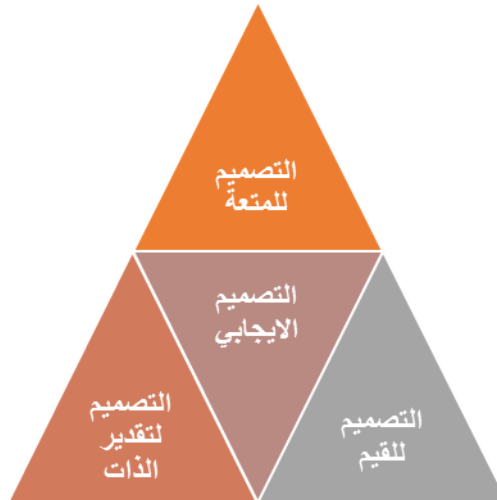 التصميم
للمتعة
التصميم
الايجابي
التصميم
لتقدير
الذات
التصميم
للقيم